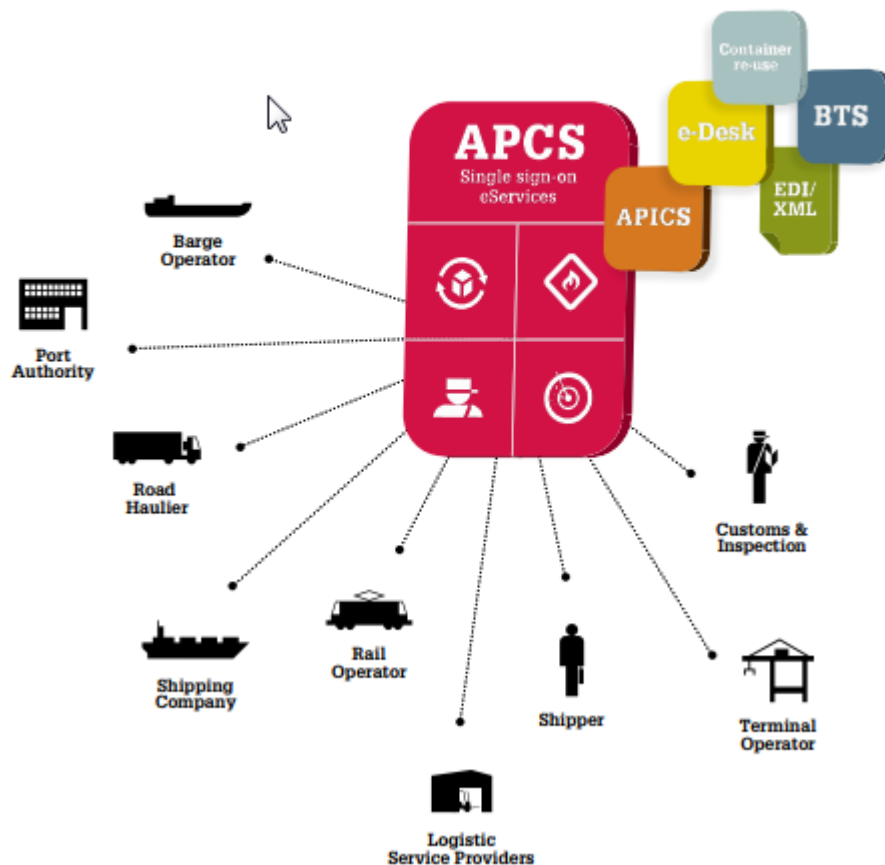 Container
re-use
BTS
e-Desk
APCS
Single sign-on
eServices
EDI/
XML
APICS
Barge
Operator
Port
Authority
Road
Haulier
Customs &
Inspection
Rail
Operator
Shipping
Company
Shipper
Terminal
Operator
Logistic
Service Providers